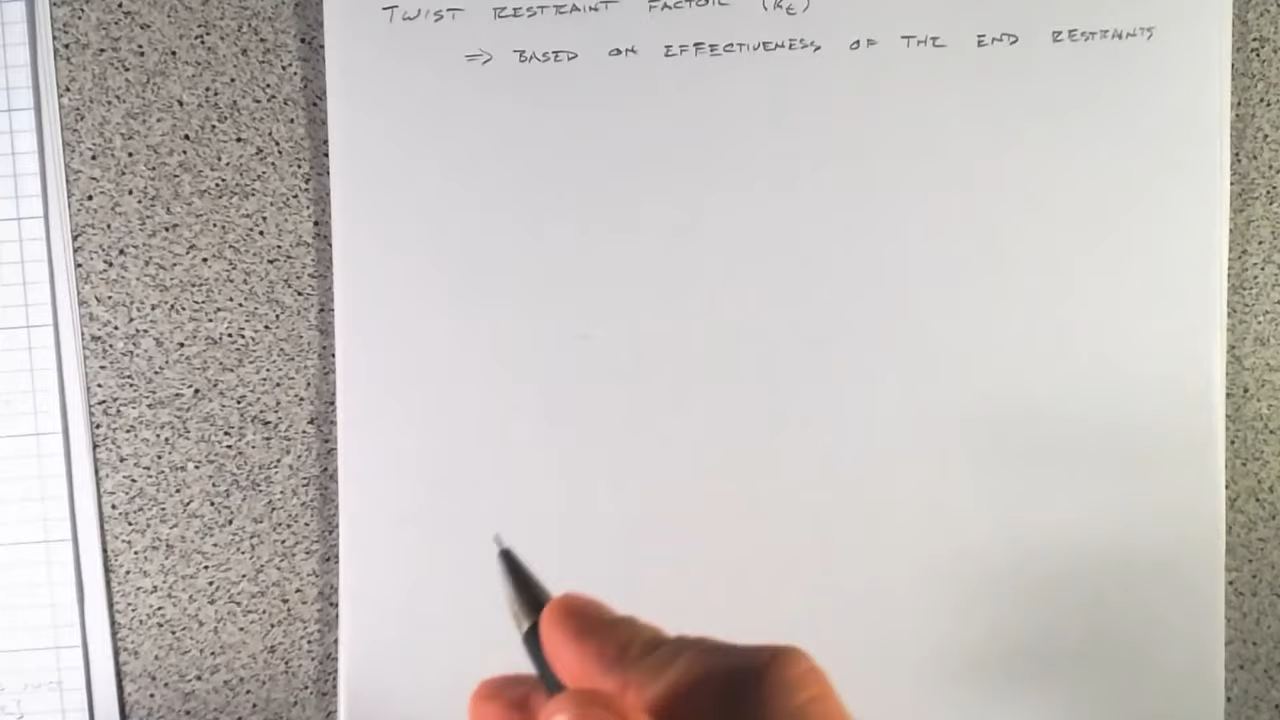 TWIST RESTRAINT FACTOR (kt)
⇒ BASED ON EFFECTIVENESS OF THE END RESTRAINTS